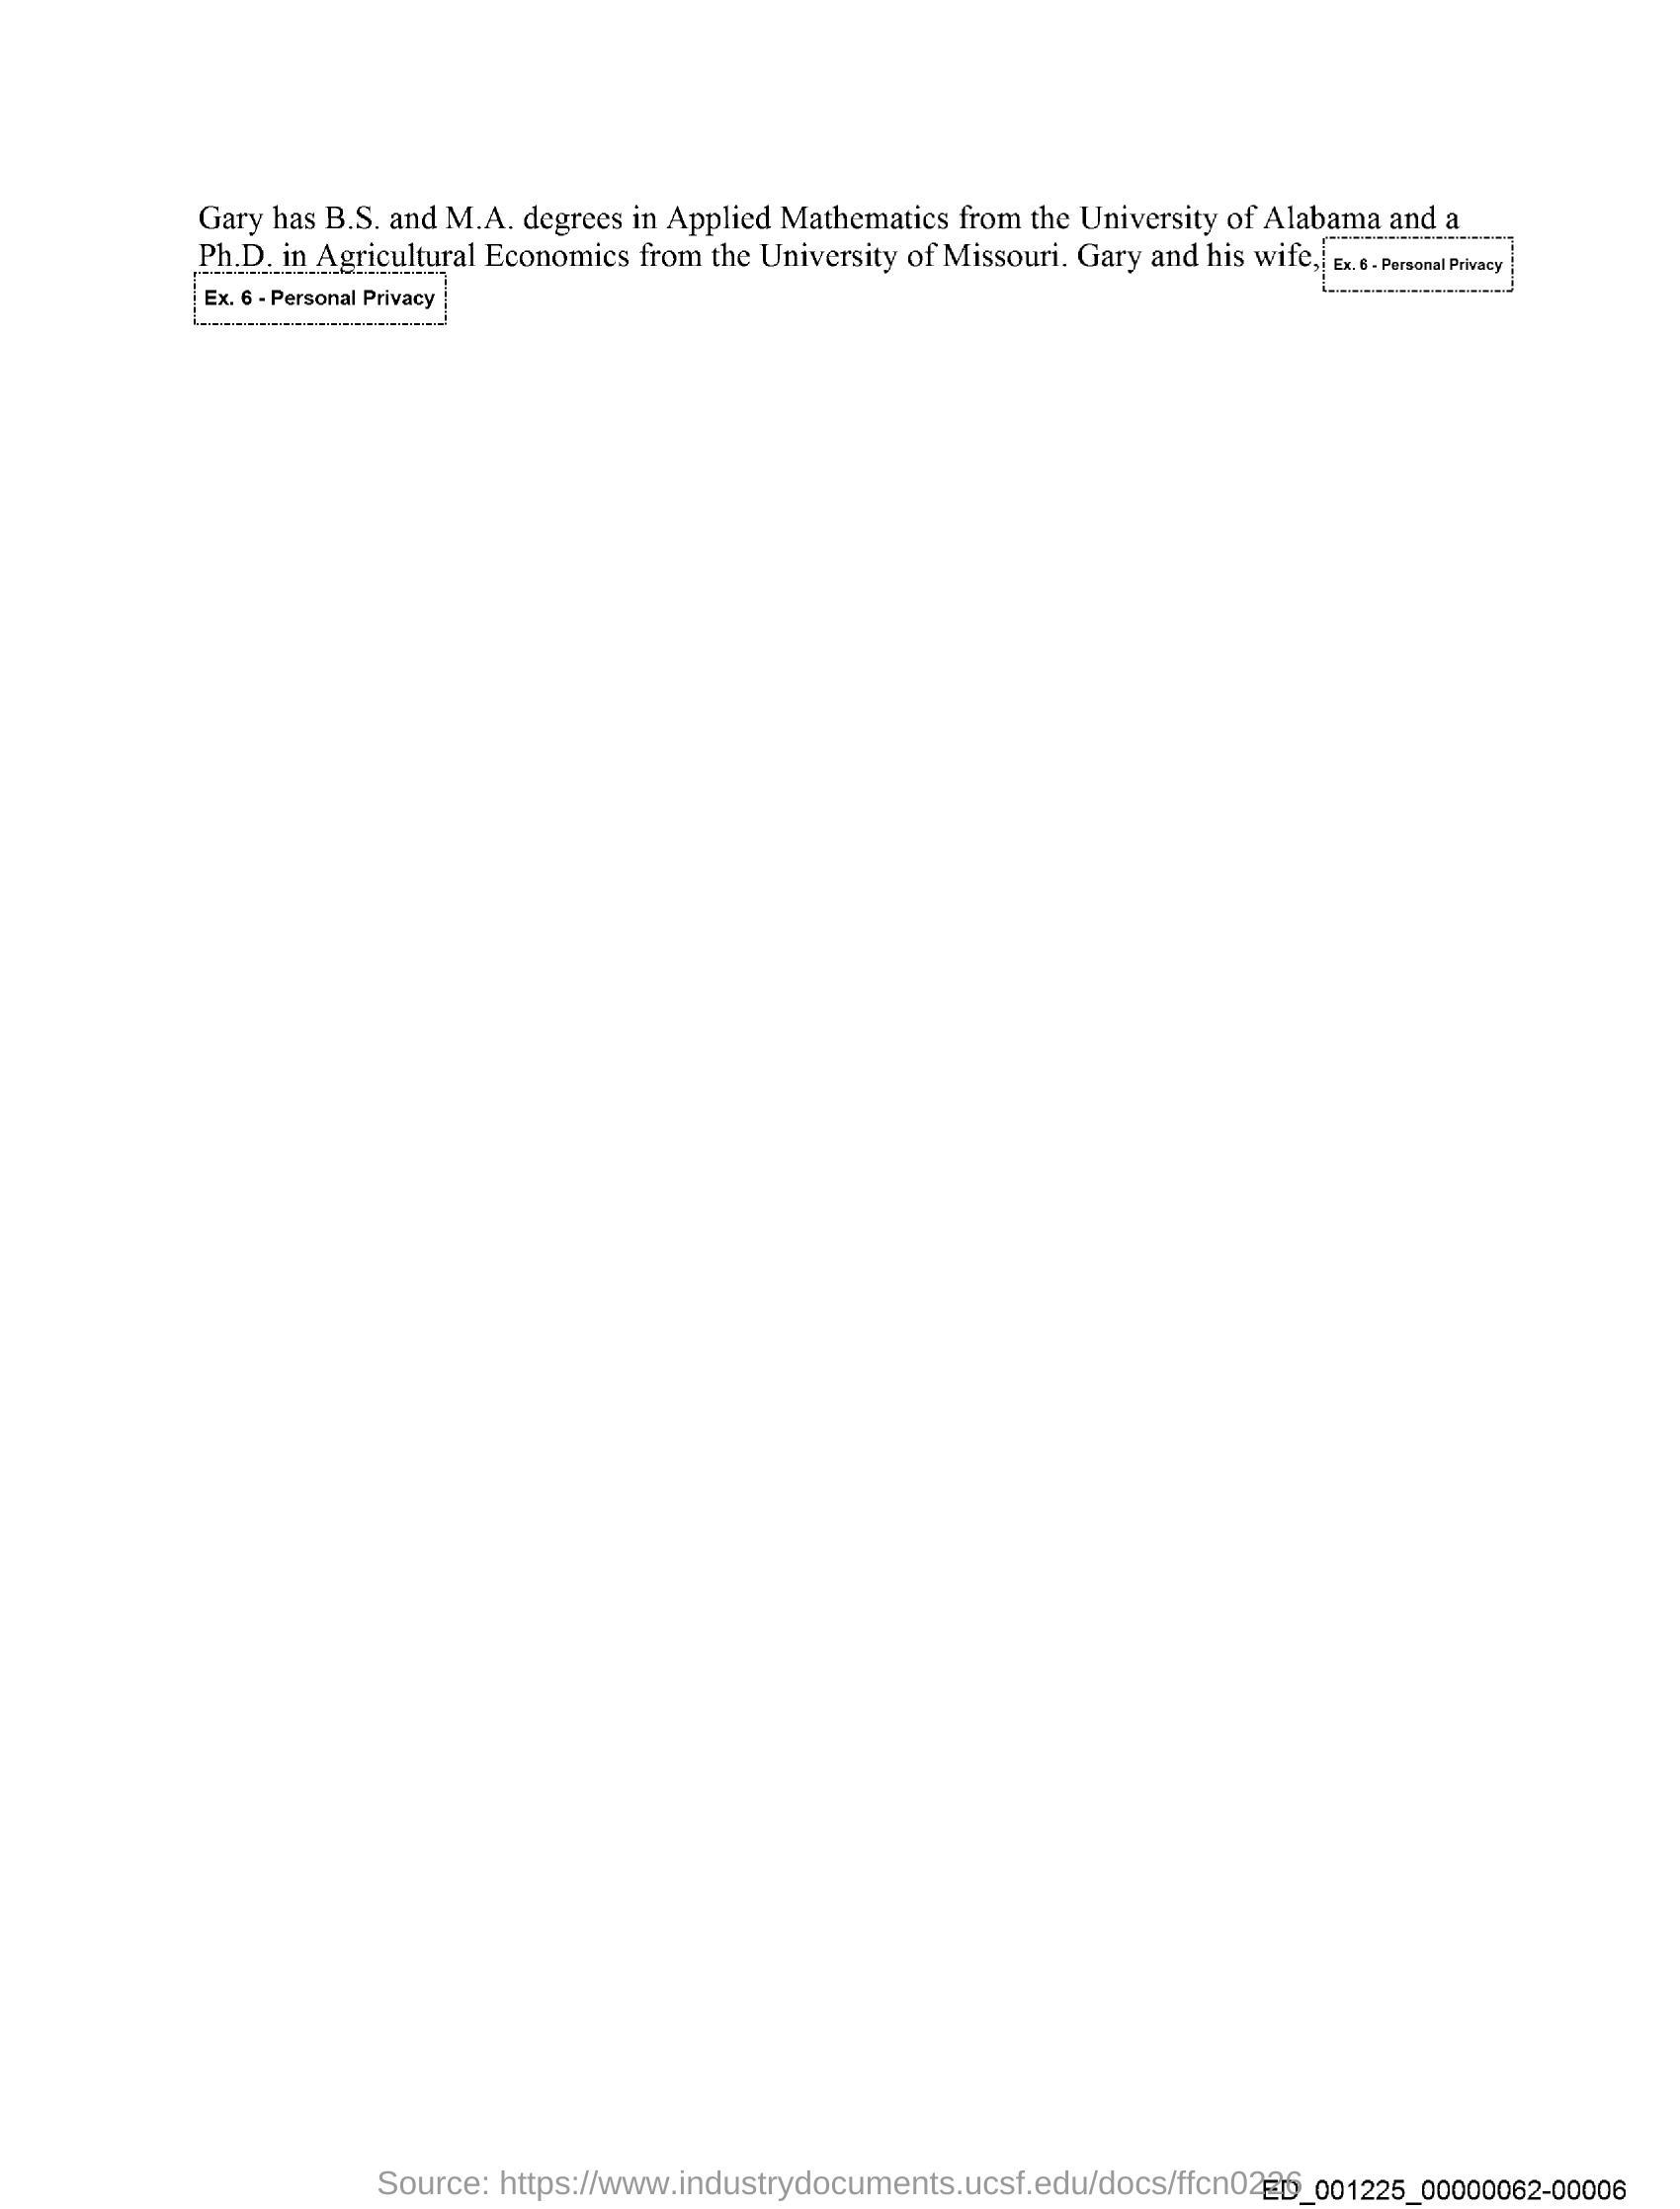 Gary has B.S. and M.A. degrees in Applied Mathematics from the University of Alabama and a
Ph.D. in Agricultural Economics from the University of Missouri. Gary and his wife, Ex. 6 - Personal Privacy
Ex. 6 - Personal Privacy
Source: https://www.industrydocuments.ucsf.edu/docs/ffcn0226
ED_001225_00000062-00006